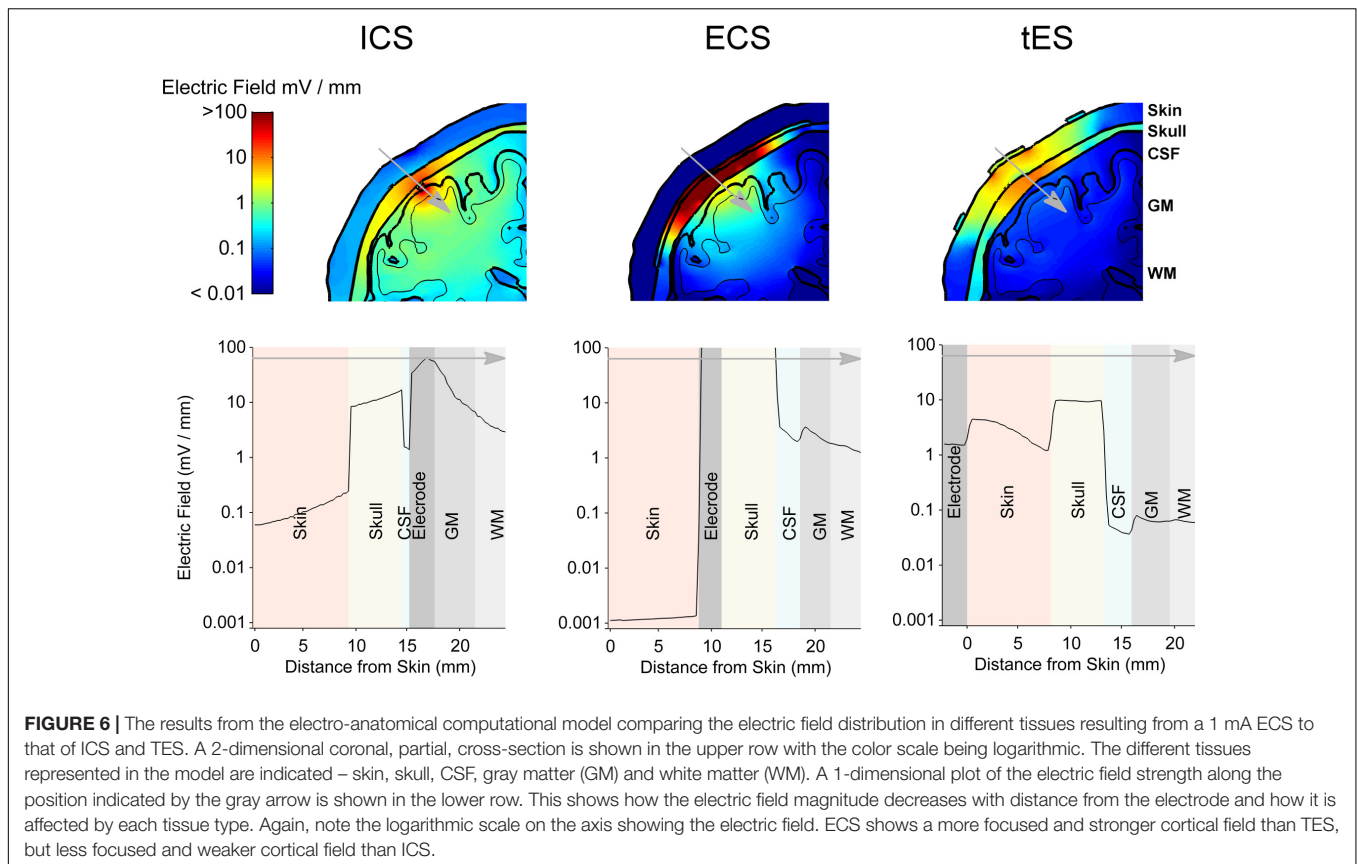 ICS
ECS
tES
Electric Field mV / mm
>100
10
1
0.1
< 0.01
Skin
Skull
CSF
GM
WM
Electric Field (mV / mm)
100
10
1
0.1
0.01
0.001
Skin
Skull
CSF
Elecrode
GM
WM
0 5 10 15 20
Distance from Skin (mm)
100
10
1
0.1
0.01
0.001
Skin
Elecrode
Skull
CSF
GM
WM
0 5 10 15 20
Distance from Skin (mm)
100
10
1
0.1
0.01
0.001
Electrode
Skin
Skull
CSF
GM
WM
0 5 10 15 20
Distance from Skin (mm)
FIGURE 6 | The results from the electro-anatomical computational model comparing the electric field distribution in different tissues resulting from a 1 mA ECS to
that of ICS and TES. A 2-dimensional coronal, partial, cross-section is shown in the upper row with the color scale being logarithmic. The different tissues
represented in the model are indicated – skin, skull, CSF, gray matter (GM) and white matter (WM). A 1-dimensional plot of the electric field strength along the
position indicated by the gray arrow is shown in the lower row. This shows how the electric field magnitude decreases with distance from the electrode and how it is
affected by each tissue type. Again, note the logarithmic scale on the axis showing the electric field. ECS shows a more focused and stronger cortical field than TES,
but less focused and weaker cortical field than ICS.